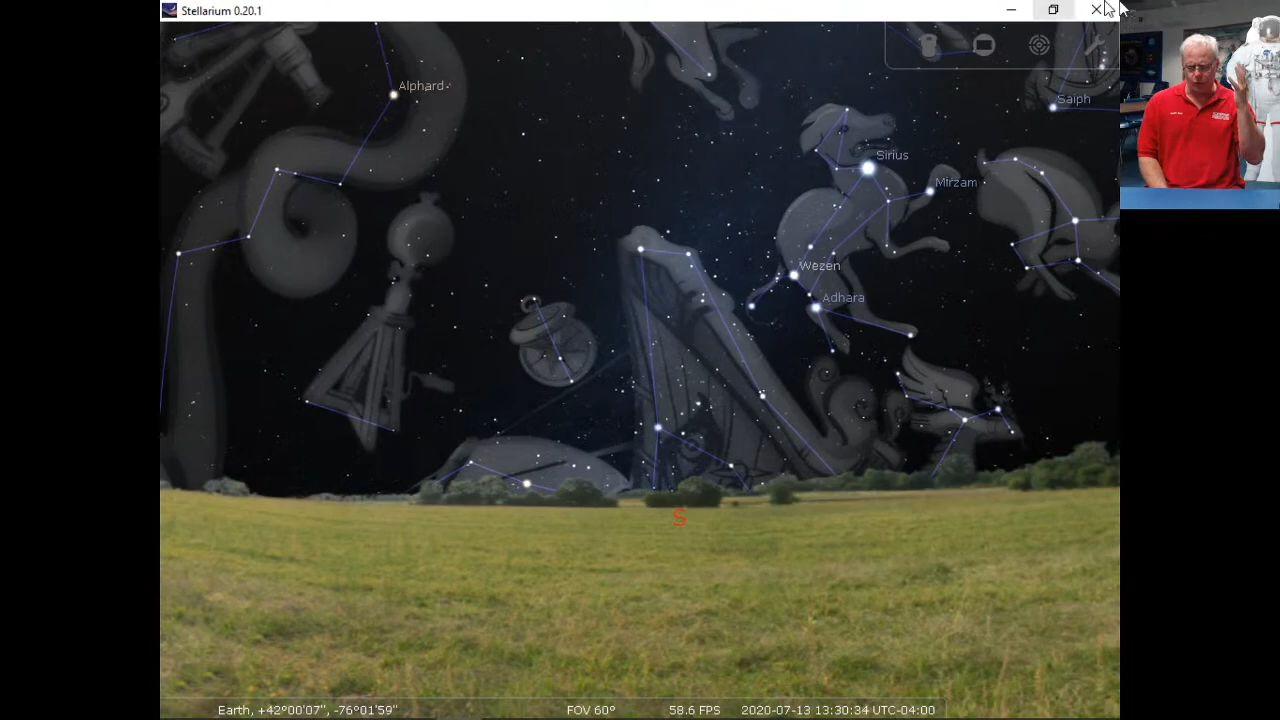 Stellarium 0.20.1
Alphard
Saiph
Sirius
Mirzam
Wezen
Adhara
S
Earth, +42°00'07", -76°01'59" FOV 60° 58.6 FPS 2020-07-13 13:30:34 UTC-04:00